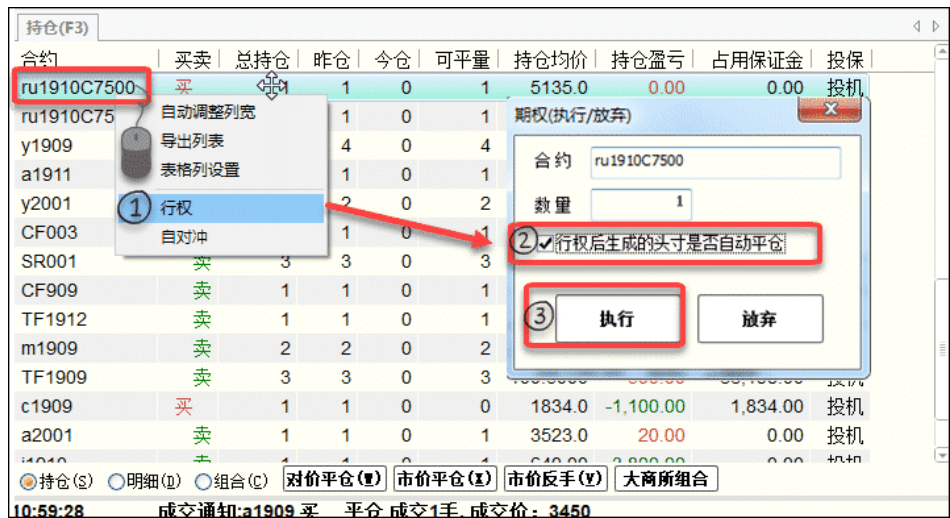 持仓(F3)
合约 买卖 总持仓 昨仓 今仓 可平量 持仓均价 持仓盈亏 占用保证金 投保
ru1910C7500 买 1 1 0 1 5135.0 0.00 0.00 投机
ru1910C75 1 0 1
y1909 4 0 4
a1911 1 0 1
y2001 2 0 2
CF003 1 0 1
SR001 卖 3 3 0 3
CF909 卖 1 1 0 1
TF1912 卖 1 1 0 1
m1909 卖 2 2 0 2
TF1909 卖 3 3 0 3
c1909 买 1 1 0 0 1834.0 -1,100.00 1,834.00 投机
a2001 卖 1 1 0 1 3523.0 20.00 0.00 投机
自动调整列宽
导出列表
表格列设置
① 行权
自对冲
期权(执行/放弃)
合约 ru1910C7500
数量 1
② 行权后生成的头寸是否自动平仓
③ 执行 放弃
持仓(S) 明细(D) 组合(C) 对价平仓(W) 市价平仓(X) 市价反手(Y) 大商所组合
10:59:28 成交通知:a1909 买 平仓 成交1手, 成交价：3450